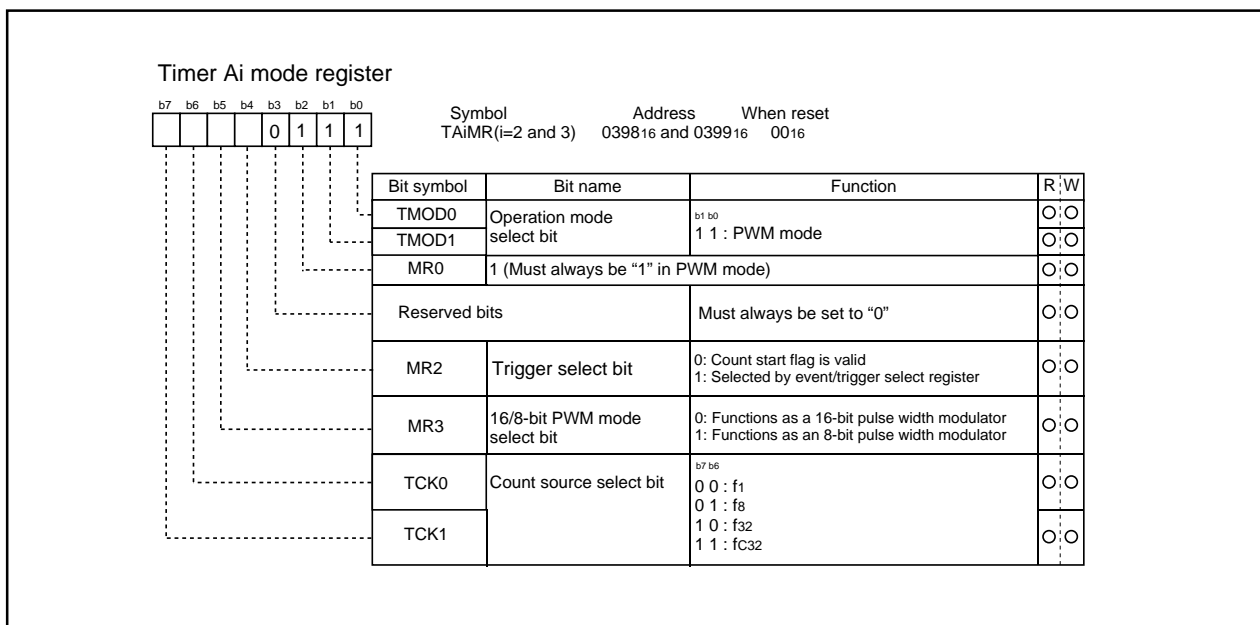 Timer Ai mode register
b7 b6 b5 b4 b3 b2 b1 b0
0 1 1 1
Symbol Address When reset
TAiMR(i=2 and 3) 039816 and 039916 0016
Bit symbol Bit name Function R W
TMOD0 Operation mode select bit b1 b0
1 1 : PWM mode
TMOD1
MR0 1 (Must always be “1” in PWM mode)
Reserved bits Must always be set to “0”
MR2 Trigger select bit 0: Count start flag is valid
1: Selected by event/trigger select register
MR3 16/8-bit PWM mode select bit 0: Functions as a 16-bit pulse width modulator
1: Functions as an 8-bit pulse width modulator
TCK0 Count source select bit b7 b6
0 0 : f1
0 1 : f8
TCK1 1 0 : f32
1 1 : fC32